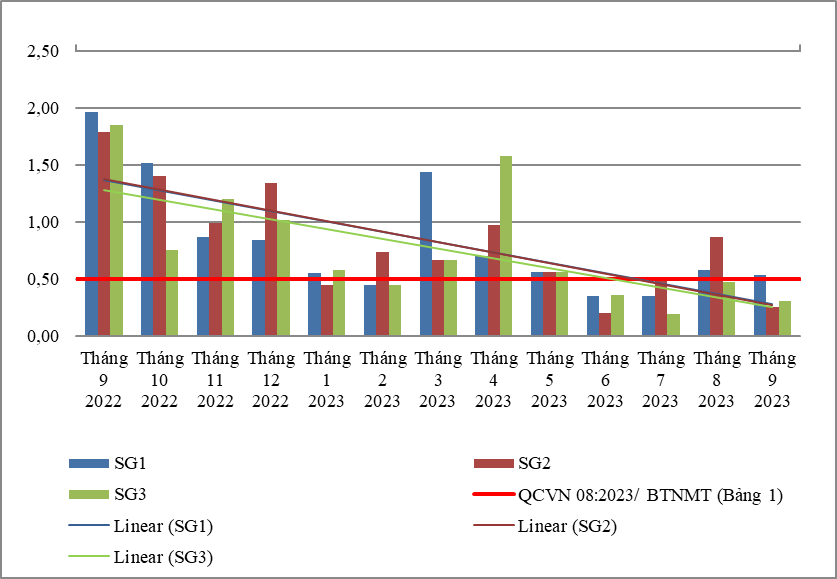 2,50
2,00
1,50
1,00
0,50
0,00
Tháng Tháng Tháng Tháng Tháng Tháng Tháng Tháng Tháng Tháng Tháng Tháng Tháng
9 10 11 12 1 2 3 4 5 6 7 8 9
2022 2022 2022 2022 2023 2023 2023 2023 2023 2023 2023 2023 2023
SG1 SG2
SG3 QCVN 08:2023/ BTNMT (Bảng 1)
Linear (SG1) Linear (SG2)
Linear (SG3)